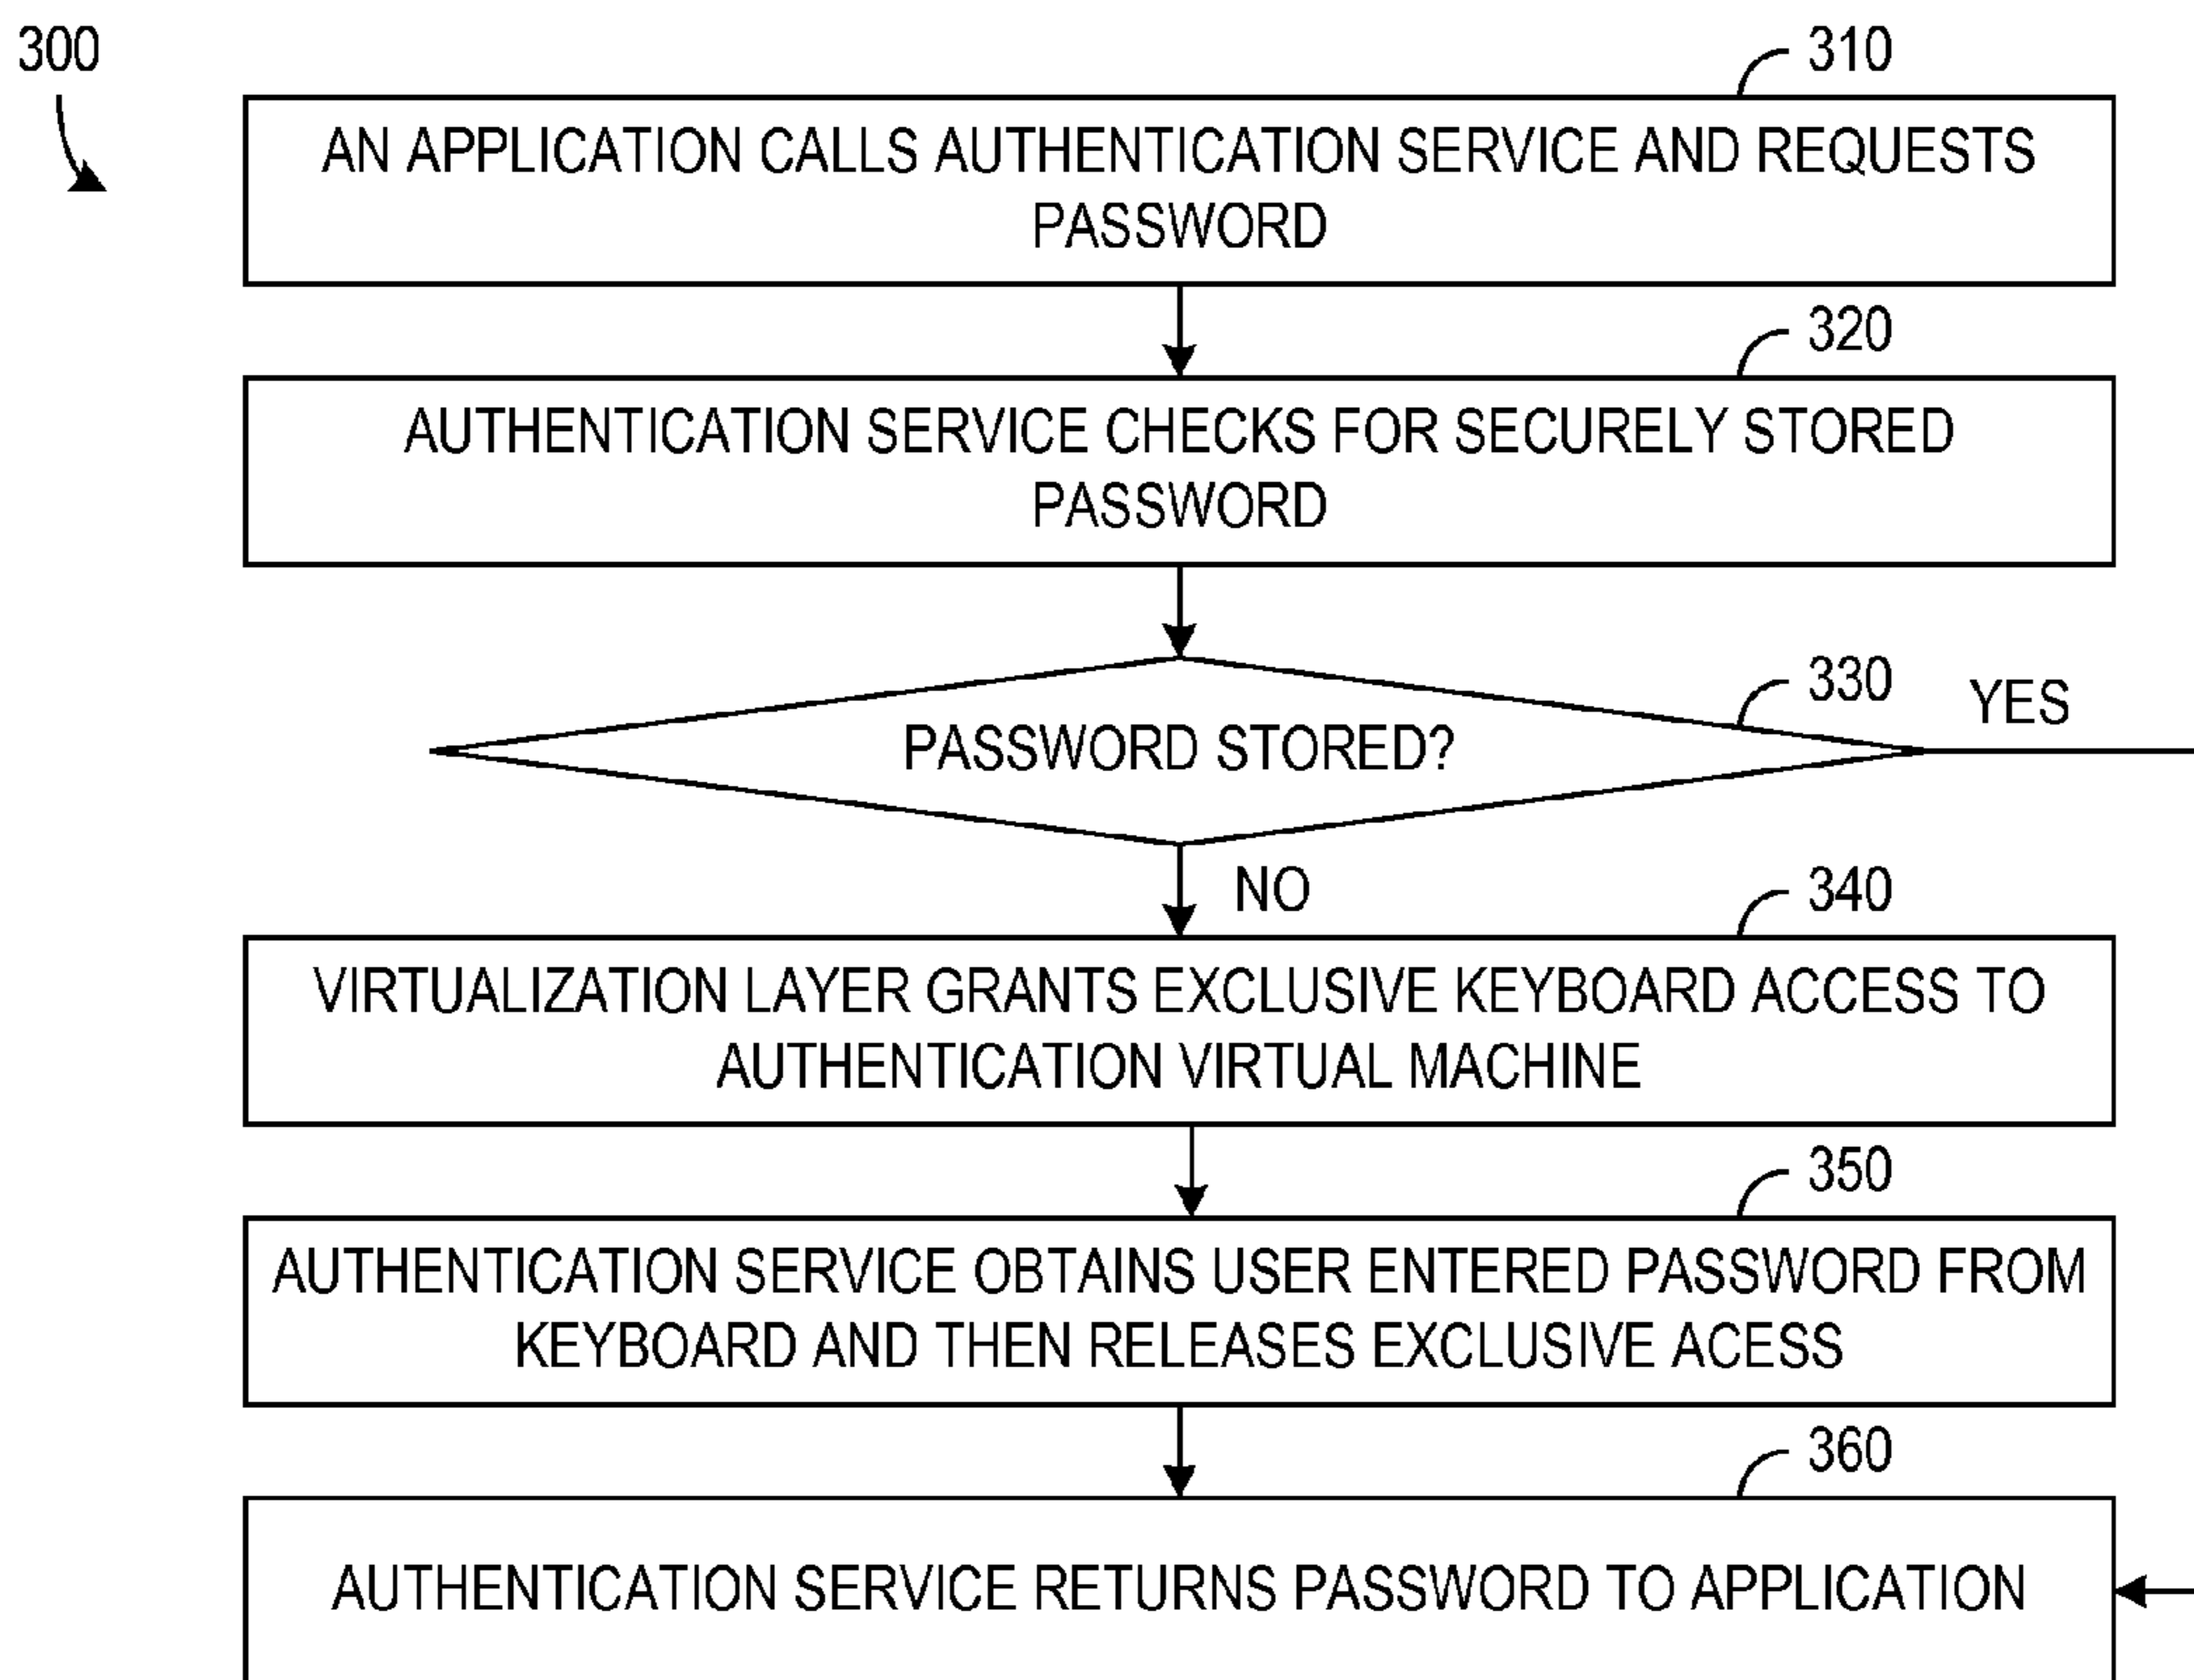 300
310
AN APPLICATION CALLS AUTHENTICATION SERVICE AND REQUESTS
PASSWORD
320
AUTHENTICATION SERVICE CHECKS FOR SECURELY STORED
PASSWORD
330
YES
PASSWORD STORED?
NO
340
VIRTUALIZATION LAYER GRANTS EXCLUSIVE KEYBOARD ACCESS TO
AUTHENTICATION VIRTUAL MACHINE
350
AUTHENTICATION SERVICE OBTAINS USER ENTERED PASSWORD FROM
KEYBOARD AND THEN RELEASES EXCLUSIVE ACESS
360
AUTHENTICATION SERVICE RETURNS PASSWORD TO APPLICATION